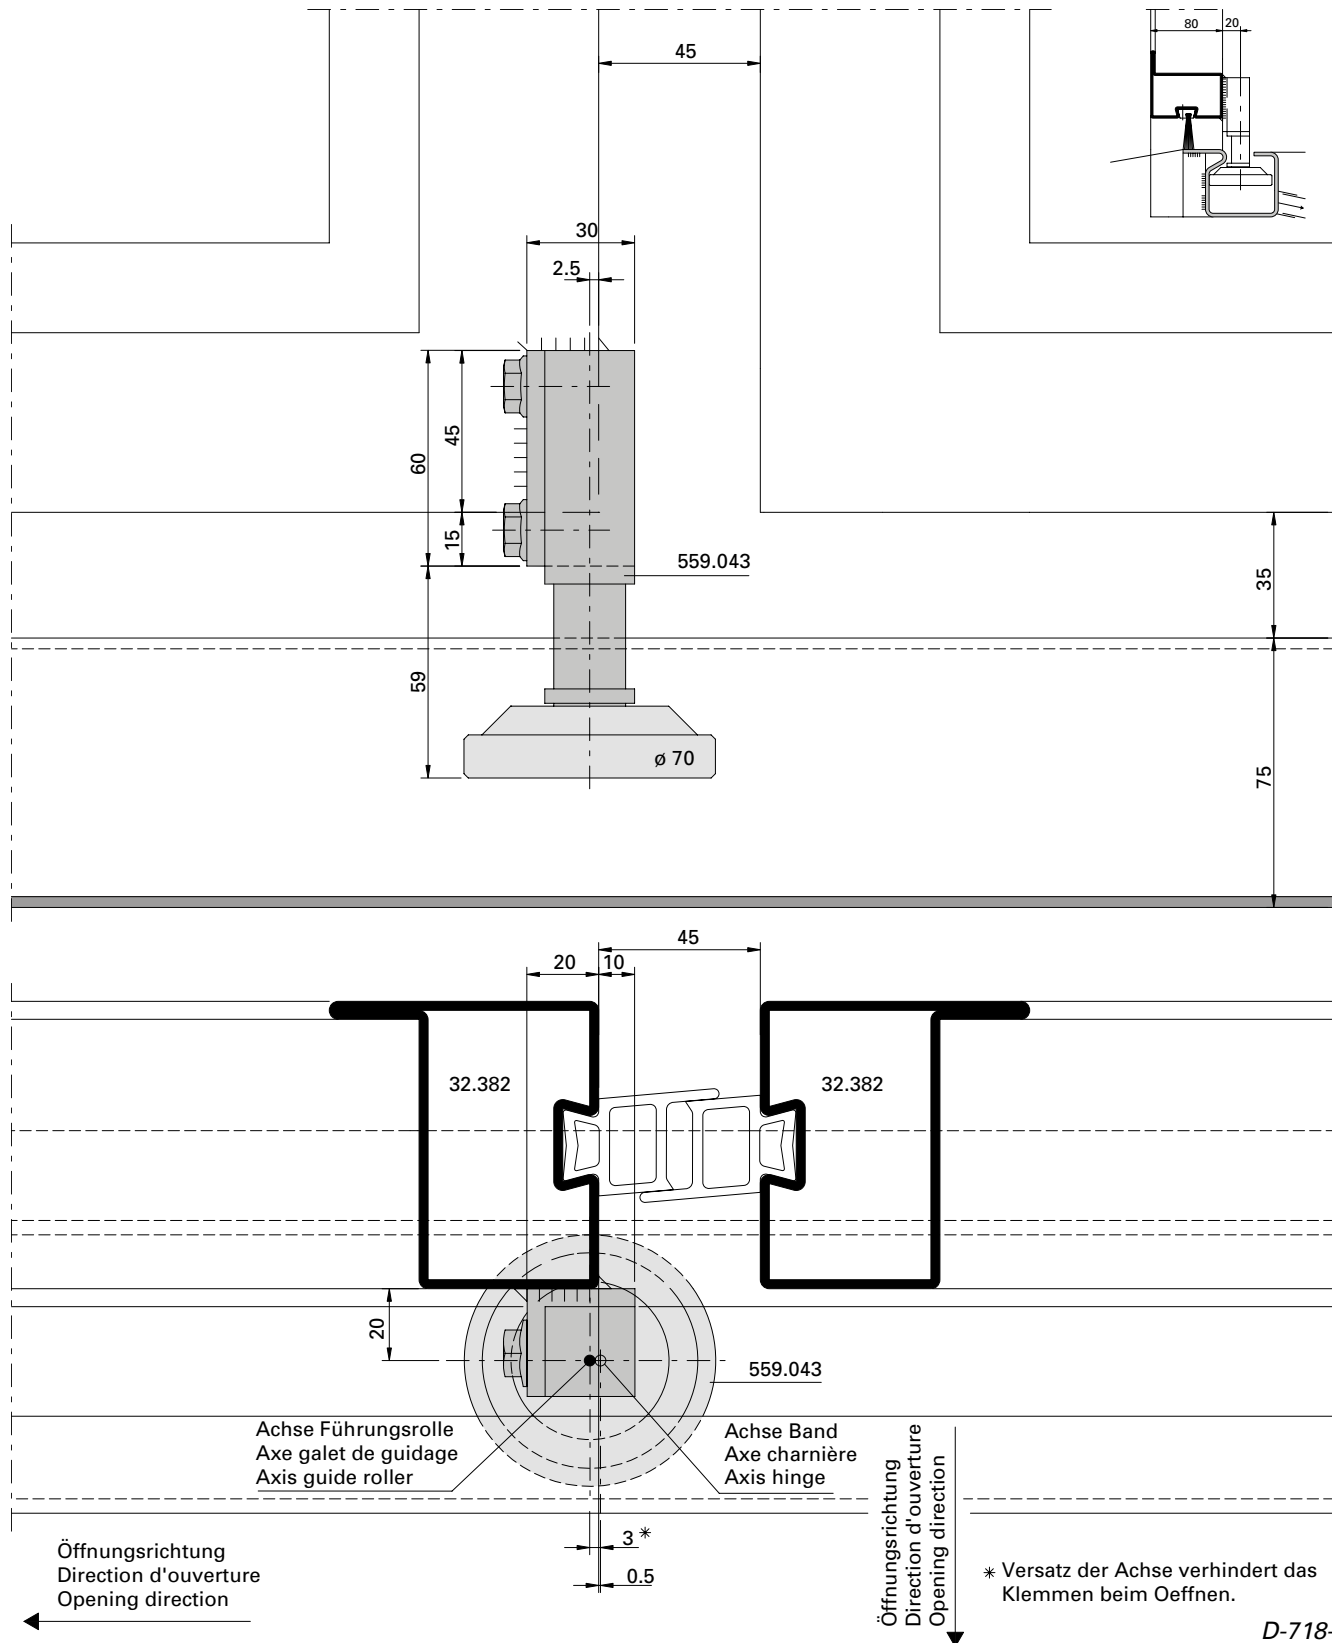 80
20
45
30
2.5
60
45
15
559.043
35
59
ø 70
75
45
20
10
32.382
32.382
20
559.043
Achse Führungsrolle
Axe galet de guidage
Axis guide roller
Achse Band
Axe charnière
Axis hinge
Öffnungsrichtung
Direction d'ouverture
Opening direction
3 *
0.5
Öffnungsrichtung
Direction d'ouverture
Opening direction
* Versatz der Achse verhindert das
Klemmen beim Oeffnen.
D-718-